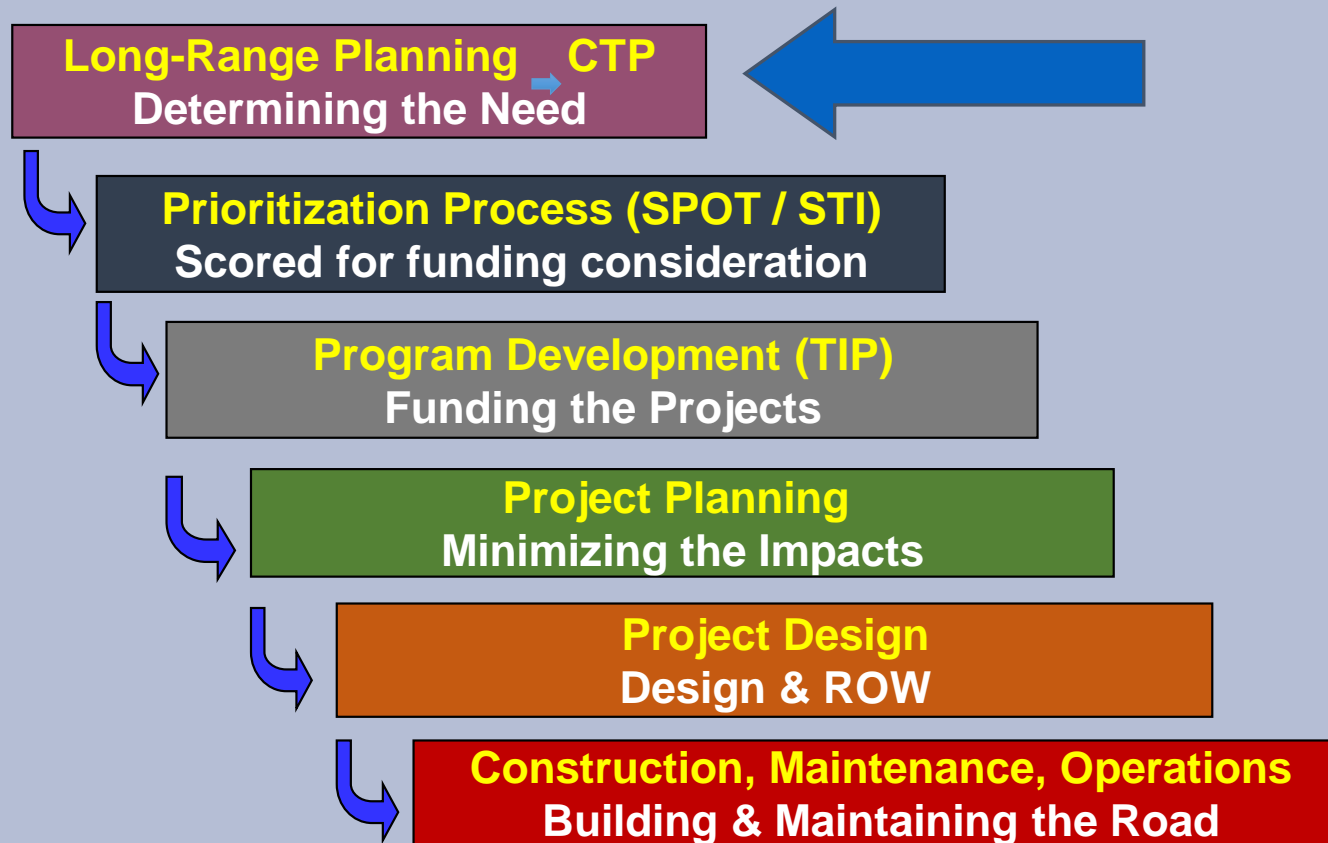 Long-Range Planning CTP
Determining the Need
Prioritization Process (SPOT / STI)
Scored for funding consideration
Program Development (TIP)
Funding the Projects
Project Planning
Minimizing the Impacts
Project Design
Design & ROW
Construction, Maintenance, Operations
Building & Maintaining the Road